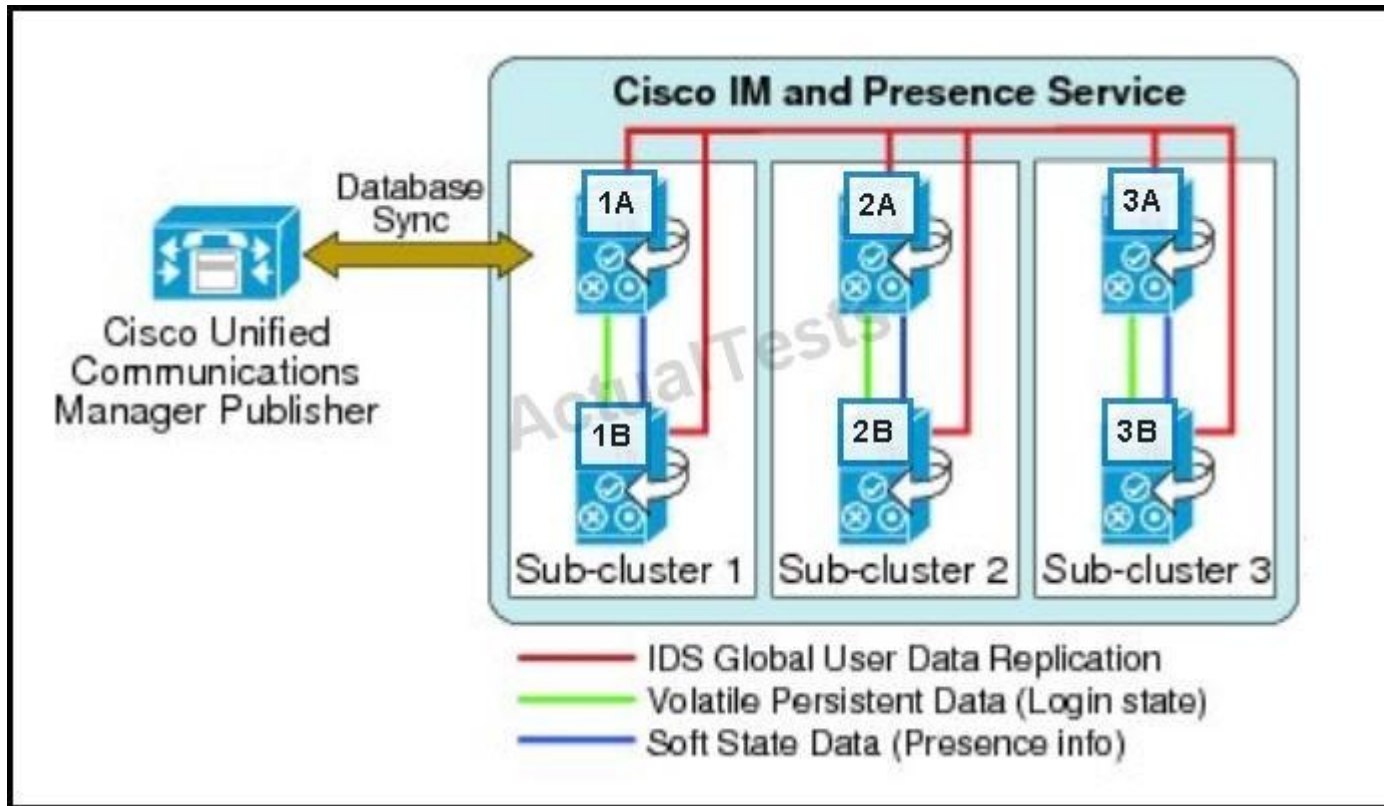 Cisco IM and Presence Service
Database
Sync
Cisco Unified
Communications
Manager Publisher
1A
2A
3A
1B
2B
3B
ActualTests
Sub-cluster 1
Sub-cluster 2
Sub-cluster 3
IDS Global User Data Replication
Volatile Persistent Data (Login state)
Soft State Data (Presence info)